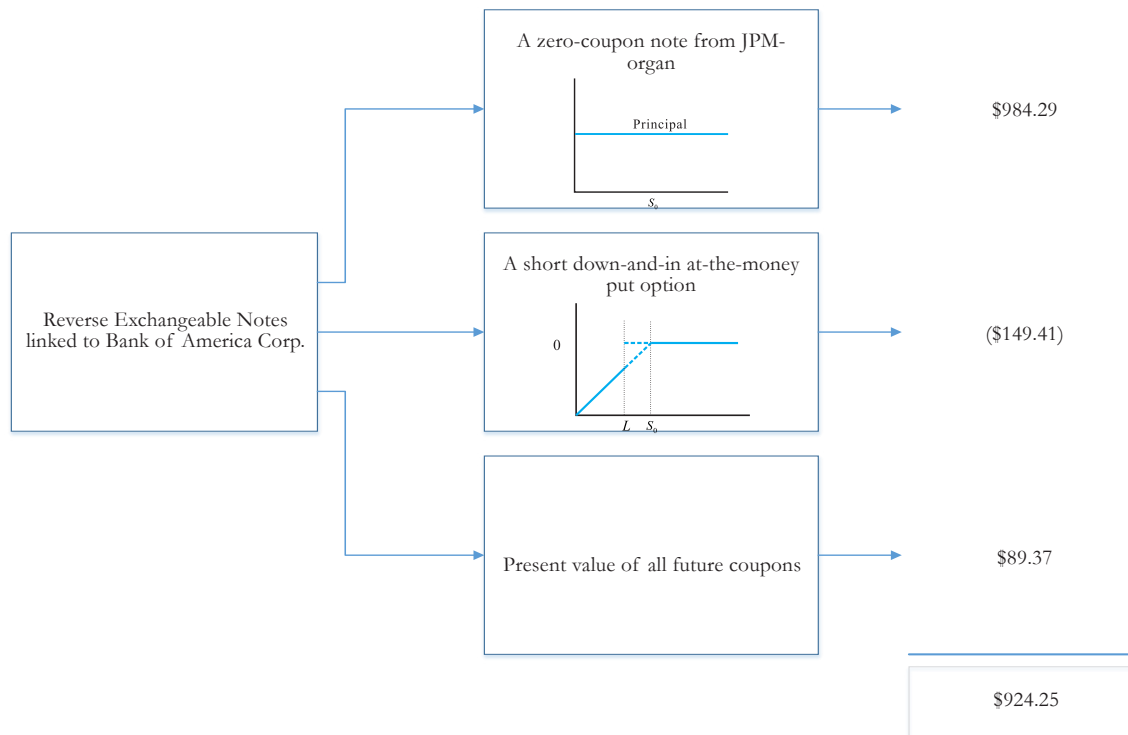 A zero-coupon note from JPM-
organ
Principal
S₀
$984.29
Reverse Exchangeable Notes
linked to Bank of America Corp.
A short down-and-in at-the-money
put option
0
L S₀
($149.41)
Present value of all future coupons
$89.37
$924.25